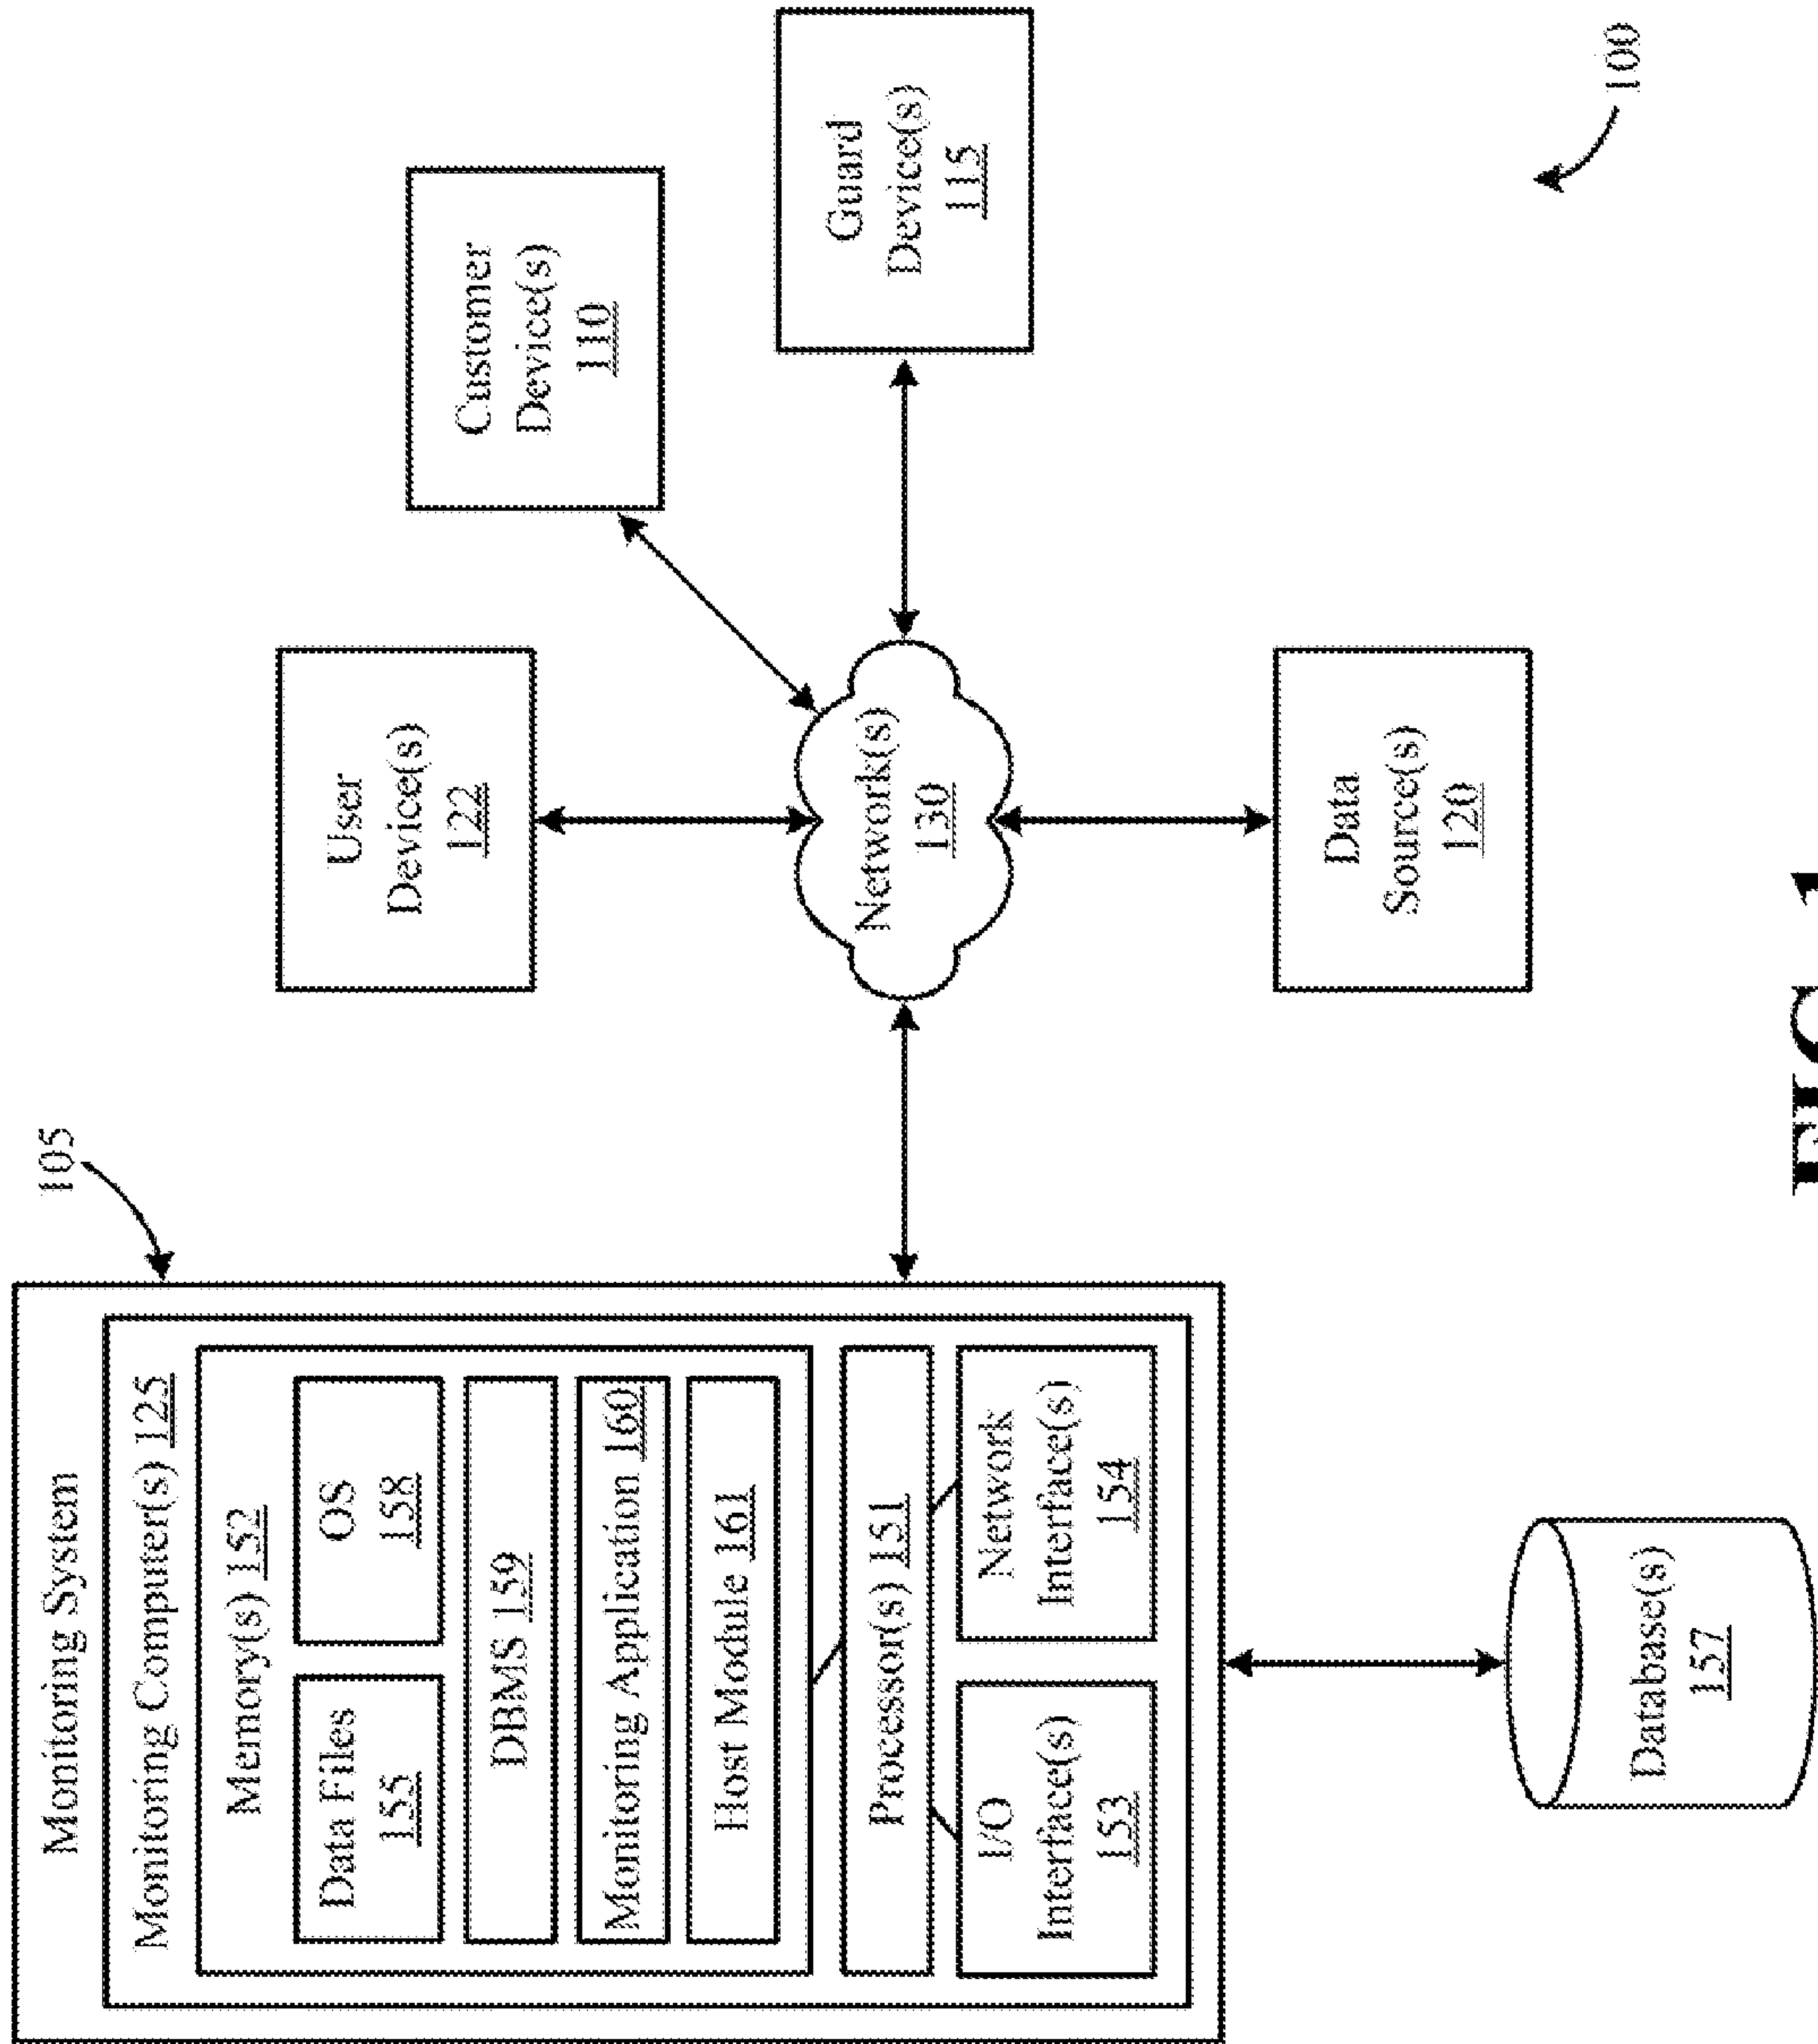 105
Monitoring System
Monitoring Computer(s) 125
Memory(s) 152
Data Files
155
OS
158
DBMS 159
Monitoring Application 160
Host Module 161
Processor(s) 151
I/O
Interface(s)
153
Network
Interface(s)
154
Database(s)
157
User
Device(s)
122
Customer
Device(s)
110
Network(s)
130
Guard
Device(s)
115
Data
Source(s)
120
100
FIG. 1